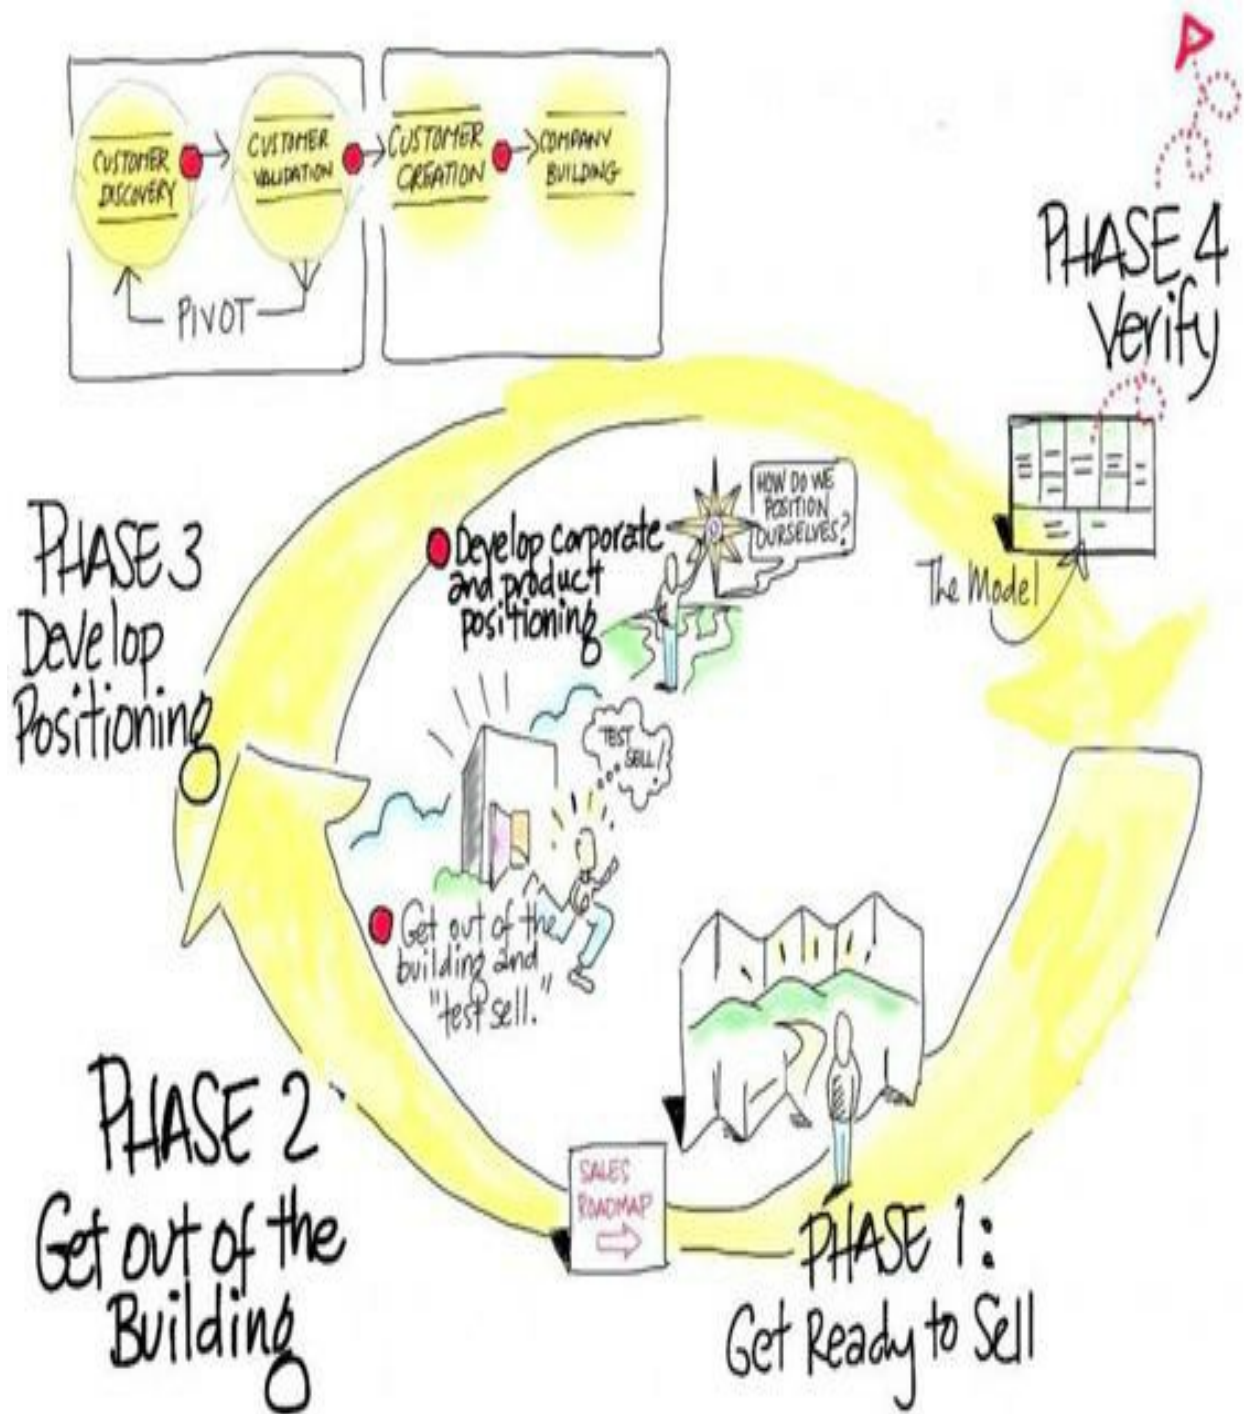 CUSTOMER
DISCOVERY
CUSTOMER
VALIDATION
CUSTOMER
CREATION
COMPANY
BUILDING
PIVOT
PHASE 4
Verify
The Model
HOW DO WE
POSITION
OURSELVES?
Develop corporate
and product
positioning
PHASE 3
Develop
Positioning
TEST
SELL!
Get out of the
building and
"test sell."
PHASE 2
Get out of the
Building
SALES
ROADMAP
PHASE 1:
Get Ready to Sell